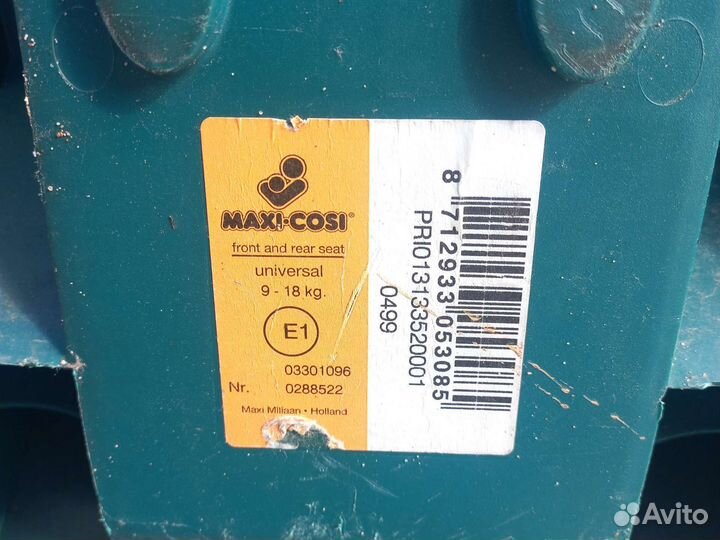 MAXI-COSI®
front and rear seat
universal
9 - 18 kg.
E1
03301096
Nr. 0288522
Maxi Miliaan • Holland
8 712933 053085
PRI013133520001
0499
Avito